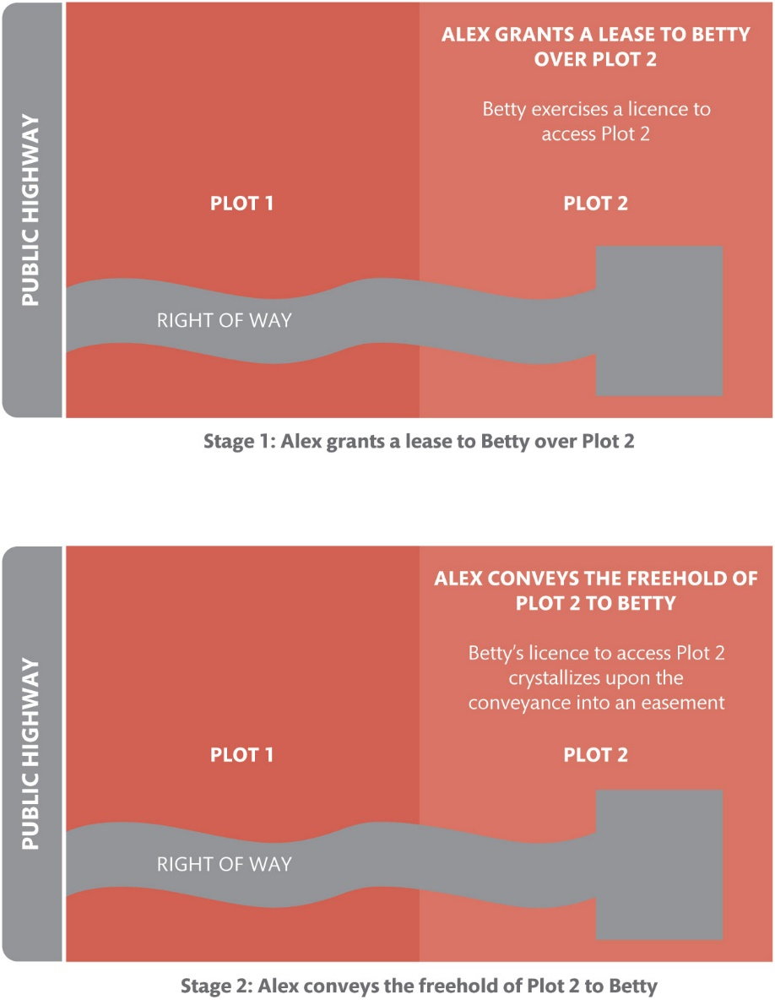 PUBLIC HIGHWAY
ALEX GRANTS A LEASE TO BETTY
OVER PLOT 2
Betty exercises a licence to
access Plot 2
PLOT 1
PLOT 2
RIGHT OF WAY
Stage 1: Alex grants a lease to Betty over Plot 2
PUBLIC HIGHWAY
ALEX CONVEYS THE FREEHOLD OF
PLOT 2 TO BETTY
Betty’s licence to access Plot 2
crystallizes upon the
conveyance into an easement
PLOT 1
PLOT 2
RIGHT OF WAY
Stage 2: Alex conveys the freehold of Plot 2 to Betty